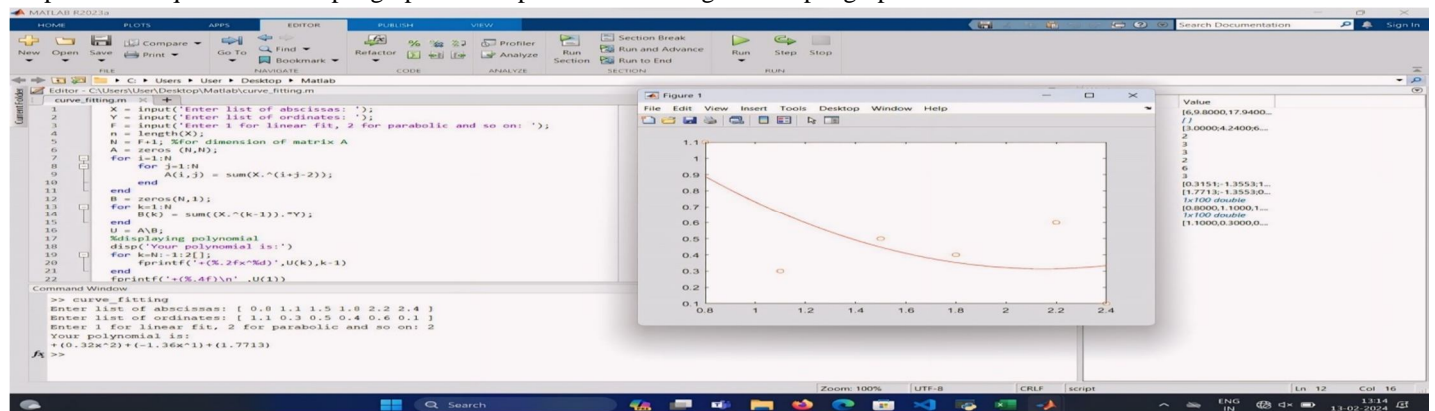 MATLAB R2023a
HOME PLOTS APPS EDITOR PUBLISH VIEW Search Documentation Sign In
New Open Save Compare Print Go To Find Bookmark Refactor Profiler Analyze Run Section Section Break Run and Advance Run to End Run Step Stop
FILE NAVIGATE CODE ANALYZE SECTION RUN
C: Users User Desktop Matlab
Current Folder
Editor - C:\Users\User\Desktop\Matlab\curve_fitting.m
curve_fitting.m
1 X = input('Enter list of abscissas: ');
2 Y = input('Enter list of ordinates: ');
3 F = input('Enter 1 for linear fit, 2 for parabolic and so on: ');
4 n = length(X);
5 N = F+1; %for dimension of matrix A
6 A = zeros (N,N);
7 for i=1:N
8 for j=1:N
9 A(i,j) = sum(X.^(i+j-2));
10 end
11 end
12 B = zeros(N,1);
13 for k=1:N
14 B(k) = sum((X.^(k-1)).*Y);
15 end
16 U = A\B;
17 %displaying polynomial
18 disp('Your polynomial is:')
19 for k=N:-1:2[];
20 fprintf('+(%.2fx^%d)',U(k),k-1)
21 end
22 fprintf('+(%.4f)\n' ,U(1))
Command Window
>> curve_fitting
Enter list of abscissas: [ 0.8 1.1 1.5 1.8 2.2 2.4 ]
Enter list of ordinates: [ 1.1 0.3 0.5 0.4 0.6 0.1 ]
Enter 1 for linear fit, 2 for parabolic and so on: 2
Your polynomial is:
+(0.32x^2)+(-1.36x^1)+(1.7713)
fx >>
Figure 1
File Edit View Insert Tools Desktop Window Help
1.1
1
0.9
0.8
0.7
0.6
0.5
0.4
0.3
0.2
0.1
0.8 1 1.2 1.4 1.6 1.8 2 2.2 2.4
Value
[6,9.8000,17.9400...
[]
[3.0000;4.2400;6....
2
3
3
2
6
3
[0.3151;-1.3553;1...
[1.7713;-1.3553;0...
1x100 double
[0.8000,1.1000,1....
1x100 double
[1.1000,0.3000,0....
Zoom: 100% UTF-8 CRLF script Ln 12 Col 16
Search
ENG
IN
13:14
13-02-2024